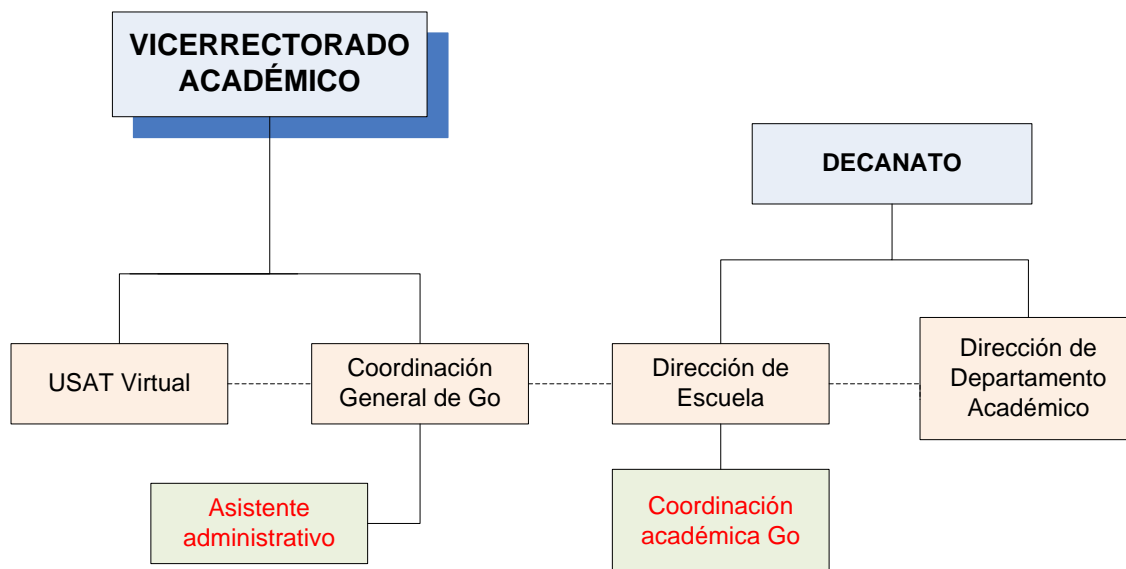 VICERRECTORADO
ACADÉMICO
DECANATO
USAT Virtual
Coordinación
General de Go
Dirección de
Escuela
Dirección de
Departamento
Académico
Asistente
administrativo
Coordinación
académica Go